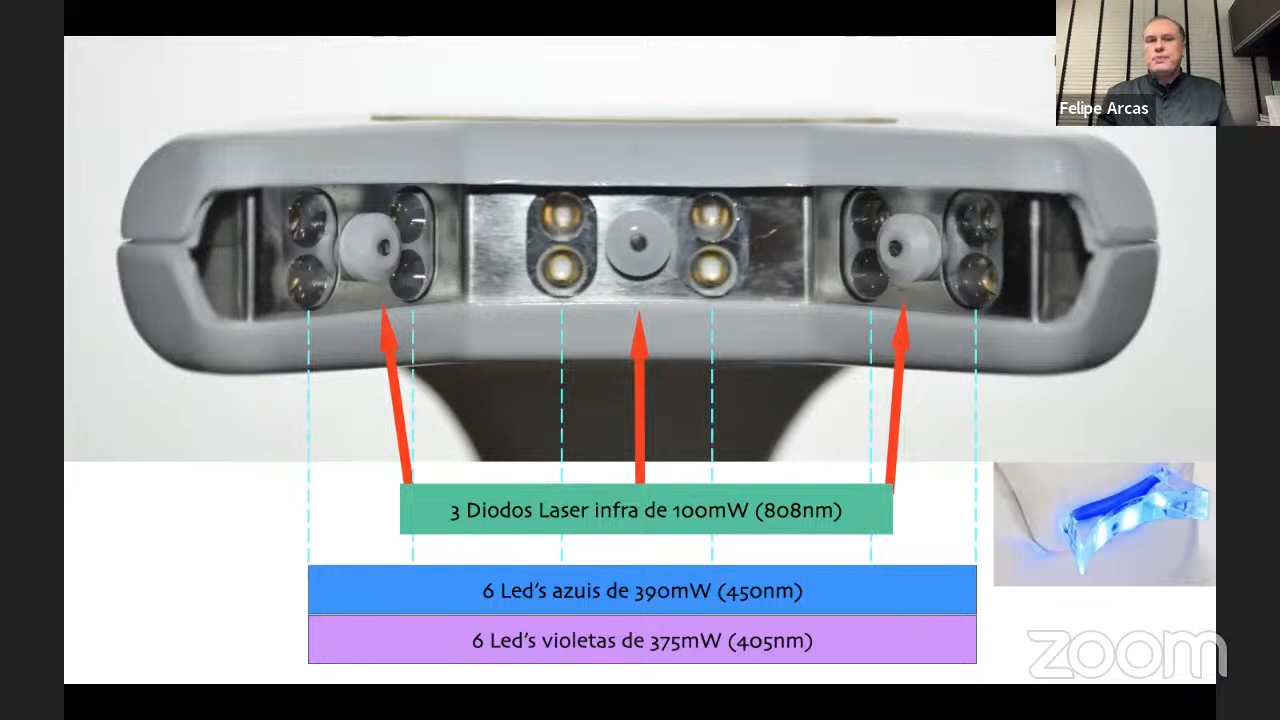 Felipe Arcas
3 Diodos Laser infra de 100mW (808nm)
6 Led's azuis de 390mW (450nm)
6 Led's violetas de 375mW (405nm)
zoom